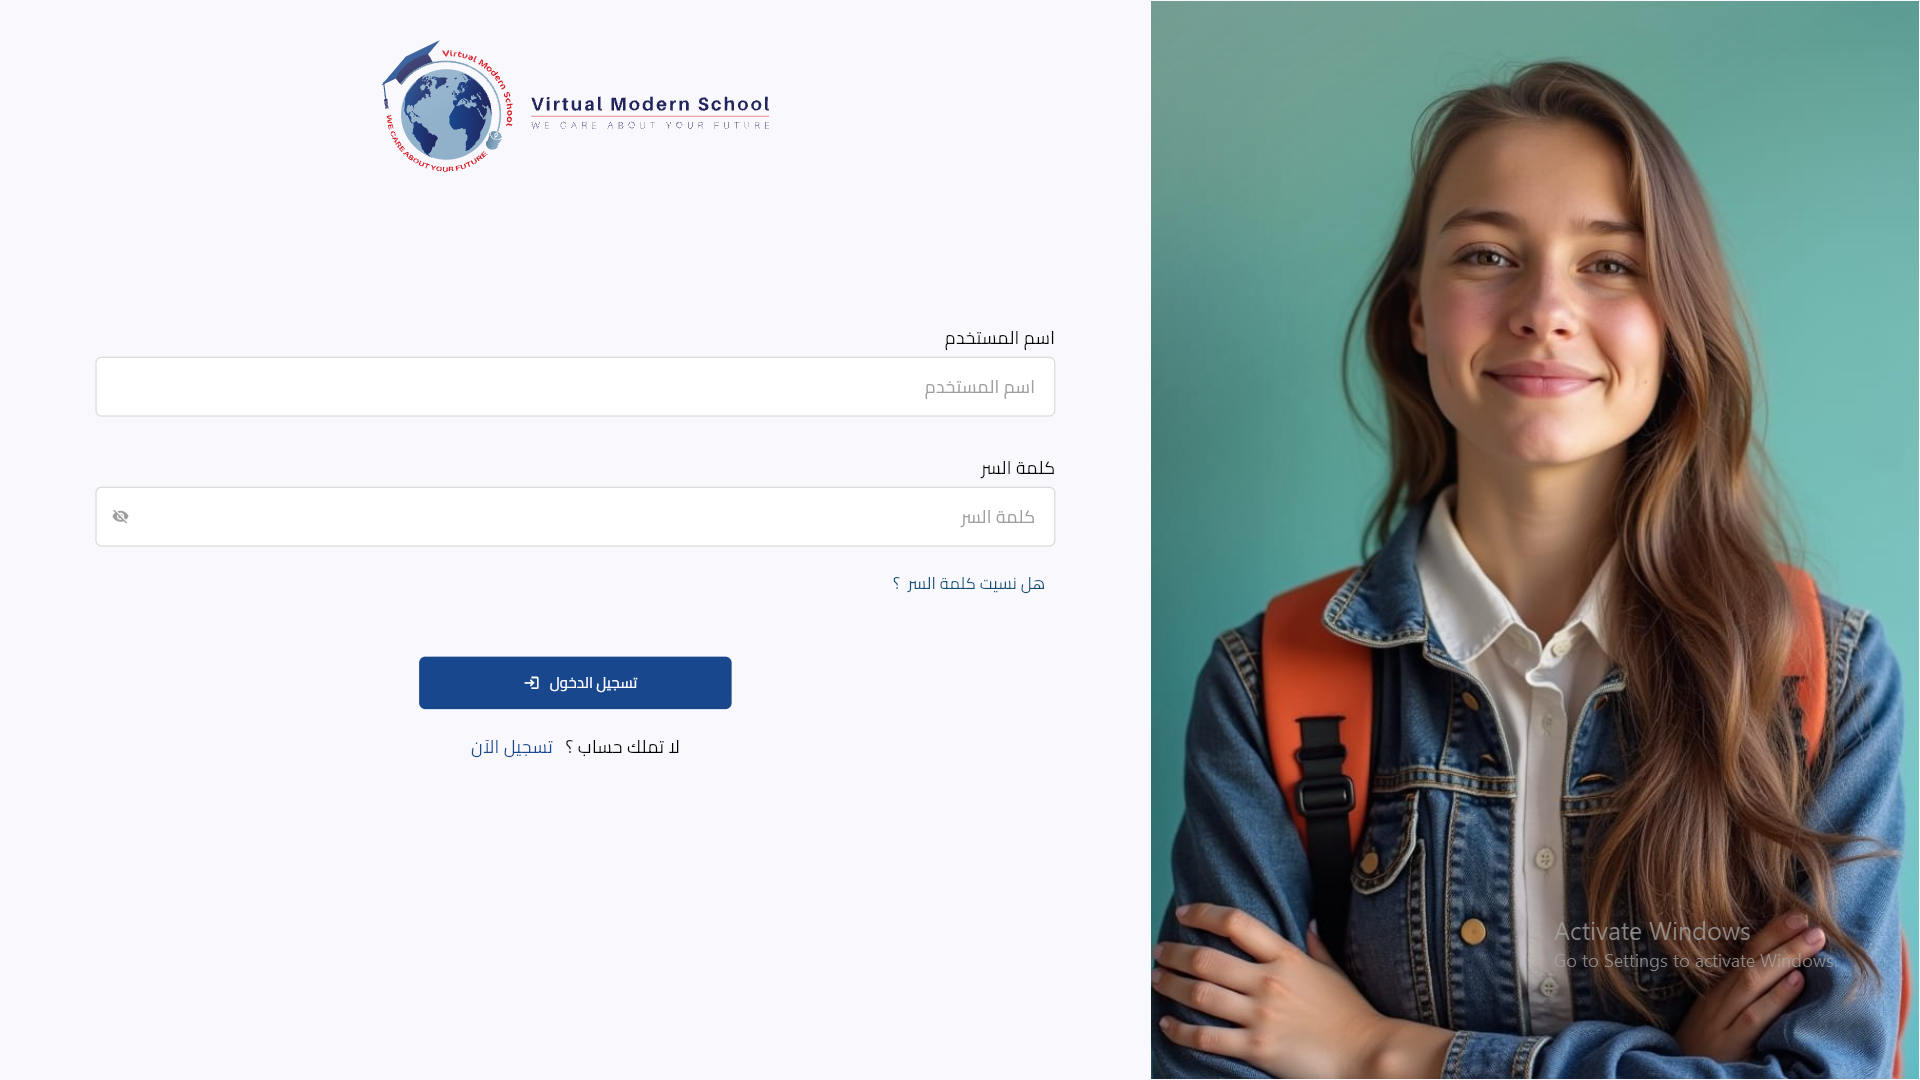 Virtual Modern School
WE CARE ABOUT YOUR FUTURE
Virtual Modern School
WE CARE ABOUT YOUR FUTURE
اسم المستخدم
اسم المستخدم
كلمة السر
كلمة السر
هل نسيت كلمة السر ؟
تسجيل الدخول
لا تملك حساب ؟ تسجيل الآن
Activate Windows
Go to Settings to activate Windows.